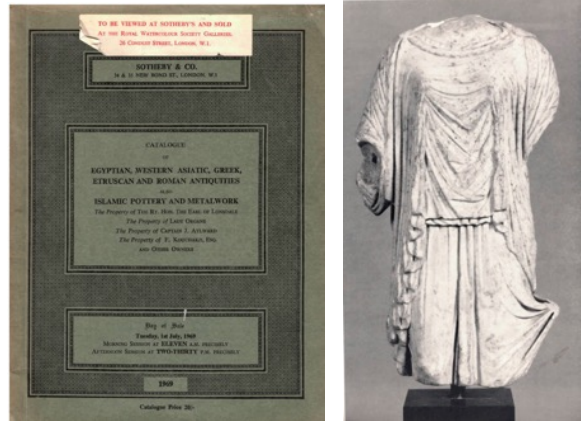 TO BE VIEWED AT SOTHEBY'S AND SOLD
AT THE ROYAL WATERCOLOUR SOCIETY GALLERIES
26 CONDUIT STREET, LONDON, W.1.
SOTHEBY & CO.
34 & 35 NEW BOND ST., LONDON, W.1
CATALOGUE
OF
EGYPTIAN, WESTERN ASIATIC, GREEK,
ETRUSCAN AND ROMAN ANTIQUITIES
ALSO
ISLAMIC POTTERY AND METALWORK
The Property of THE RT. HON. THE EARL OF LONSDALE
The Property of LADY
The Property of CAPTAIN J. AYLWARD
The Property of ESQ.
AND OTHER OWNERS
Day of Sale
Tuesday, 1st July, 1969
MORNING SESSION AT ELEVEN A.M. PRECISELY
AFTERNOON SESSION AT TWO-THIRTY P.M. PRECISELY
1969
Catalogue Price